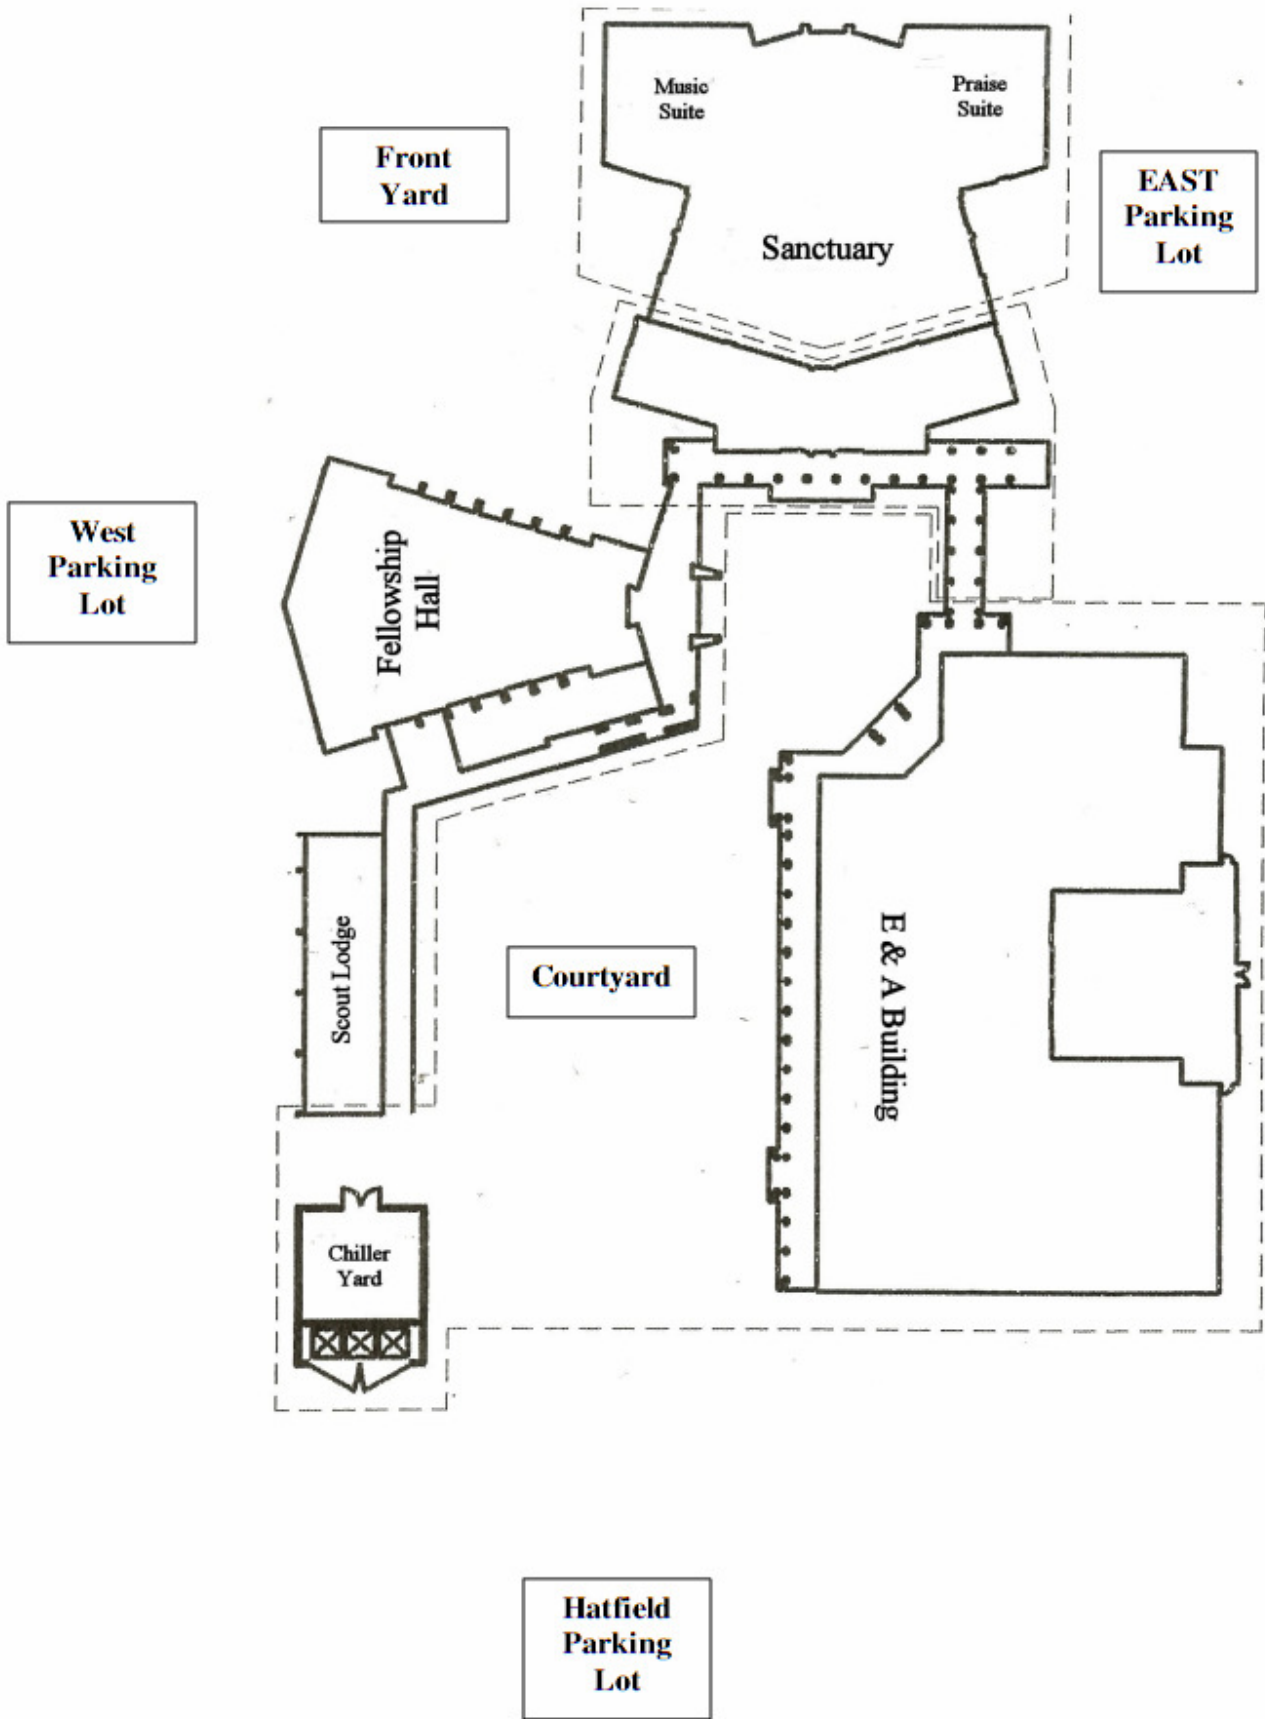 Music
Suite
Praise
Suite
Front
Yard
EAST
Parking
Lot
Sanctuary
West
Parking
Lot
Fellowship
Hall
Scout Lodge
Courtyard
E & A Building
Chiller
Yard
Hatfield
Parking
Lot